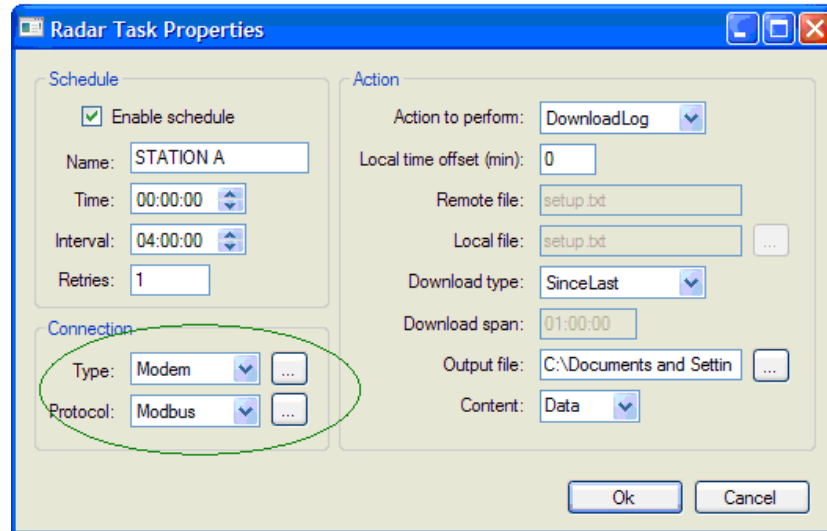 Radar Task Properties
Schedule
Enable schedule
Name: STATION A
Time: 00:00:00
Interval: 04:00:00
Retries: 1
Connection
Type: Modem ...
Protocol: Modbus ...
Action
Action to perform: DownloadLog
Local time offset (min): 0
Remote file: setup.txt
Local file: setup.txt ...
Download type: SinceLast
Download span: 01:00:00
Output file: C:\Documents and Settin ...
Content: Data
Ok Cancel